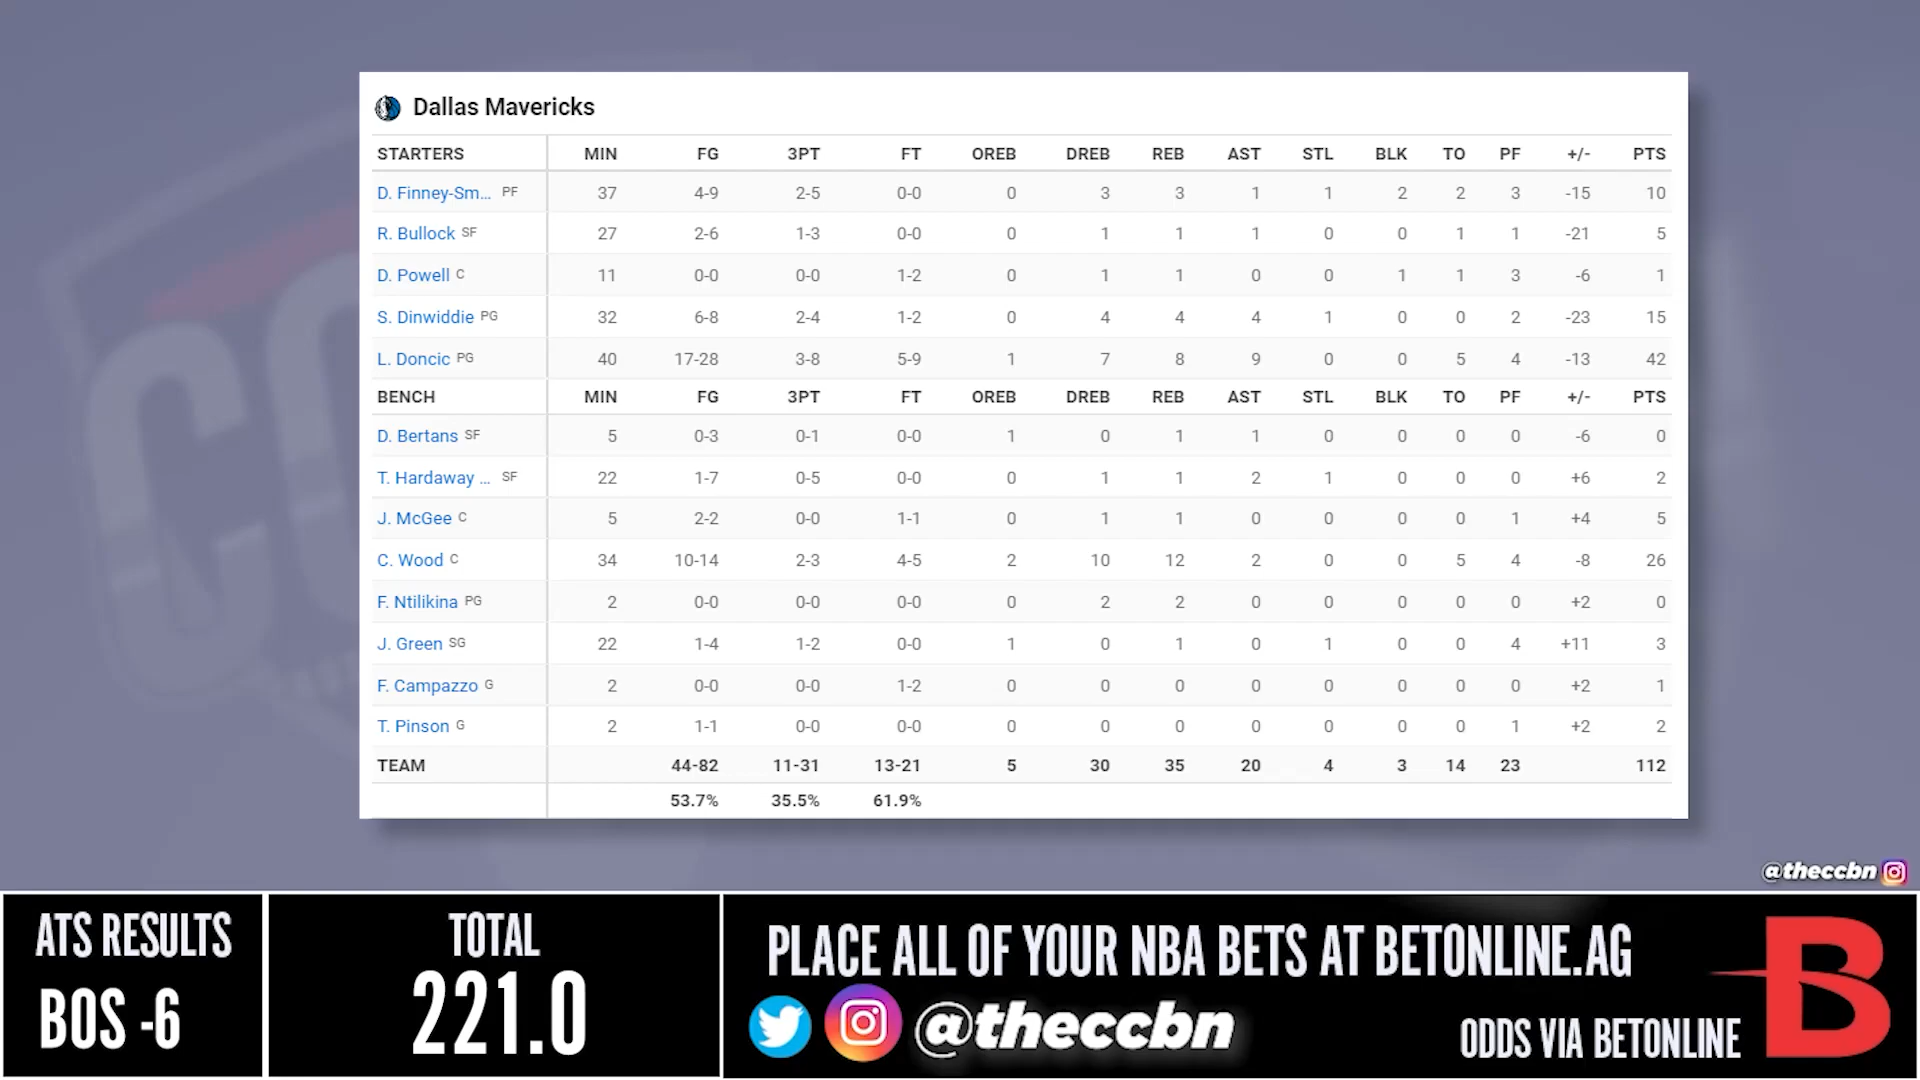 Dallas Mavericks
STARTERS MIN FG 3PT FT OREB DREB REB AST STL BLK TO PF +/- PTS
D. Finney-Sm... PF 37 4-9 2-5 0-0 0 3 3 1 1 2 2 3 -15 10
R. Bullock SF 27 2-6 1-3 0-0 0 1 1 1 0 0 1 1 -21 5
D. Powell C 11 0-0 0-0 1-2 0 1 1 0 0 1 1 3 -6 1
S. Dinwiddie PG 32 6-8 2-4 1-2 0 4 4 4 1 0 0 2 -23 15
L. Doncic PG 40 17-28 3-8 5-9 1 7 8 9 0 0 5 4 -13 42
BENCH MIN FG 3PT FT OREB DREB REB AST STL BLK TO PF +/- PTS
D. Bertans SF 5 0-3 0-1 0-0 1 0 1 1 0 0 0 0 -6 0
T. Hardaway ... SF 22 1-7 0-5 0-0 0 1 1 2 1 0 0 0 +6 2
J. McGee C 5 2-2 0-0 1-1 0 1 1 0 0 0 0 1 +4 5
C. Wood C 34 10-14 2-3 4-5 2 10 12 2 0 0 5 4 -8 26
F. Ntilikina PG 2 0-0 0-0 0-0 0 2 2 0 0 0 0 0 +2 0
J. Green SG 22 1-4 1-2 0-0 1 0 1 0 1 0 0 4 +11 3
F. Campazzo G 2 0-0 0-0 1-2 0 0 0 0 0 0 0 0 +2 1
T. Pinson G 2 1-1 0-0 0-0 0 0 0 0 0 0 0 1 +2 2
TEAM 44-82 11-31 13-21 5 30 35 20 4 3 14 23 112
53.7% 35.5% 61.9%
@theccbn
ATS RESULTS
BOS -6
TOTAL
221.0
PLACE ALL OF YOUR NBA BETS AT BETONLINE.AG
@theccbn
ODDS VIA BETONLINE
B